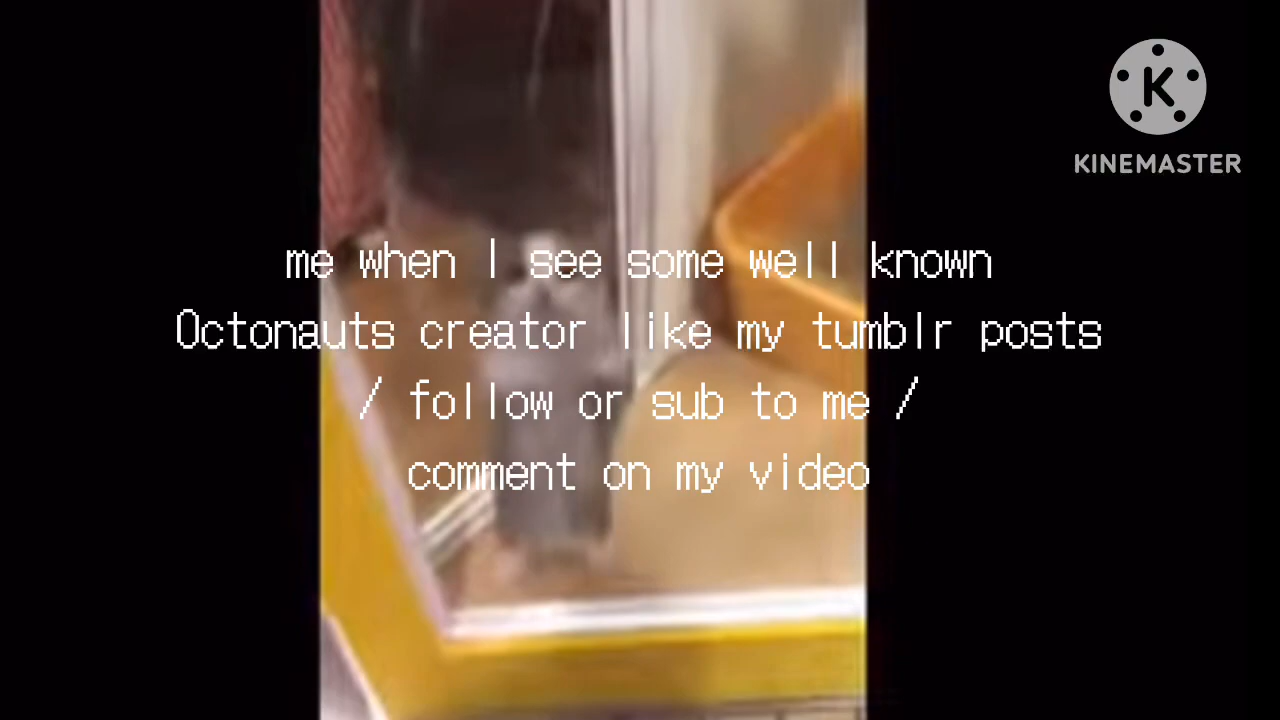 KINEMASTER
me when I see some well known
Octonauts creator like my tumblr posts
/ follow or sub to me /
comment on my video